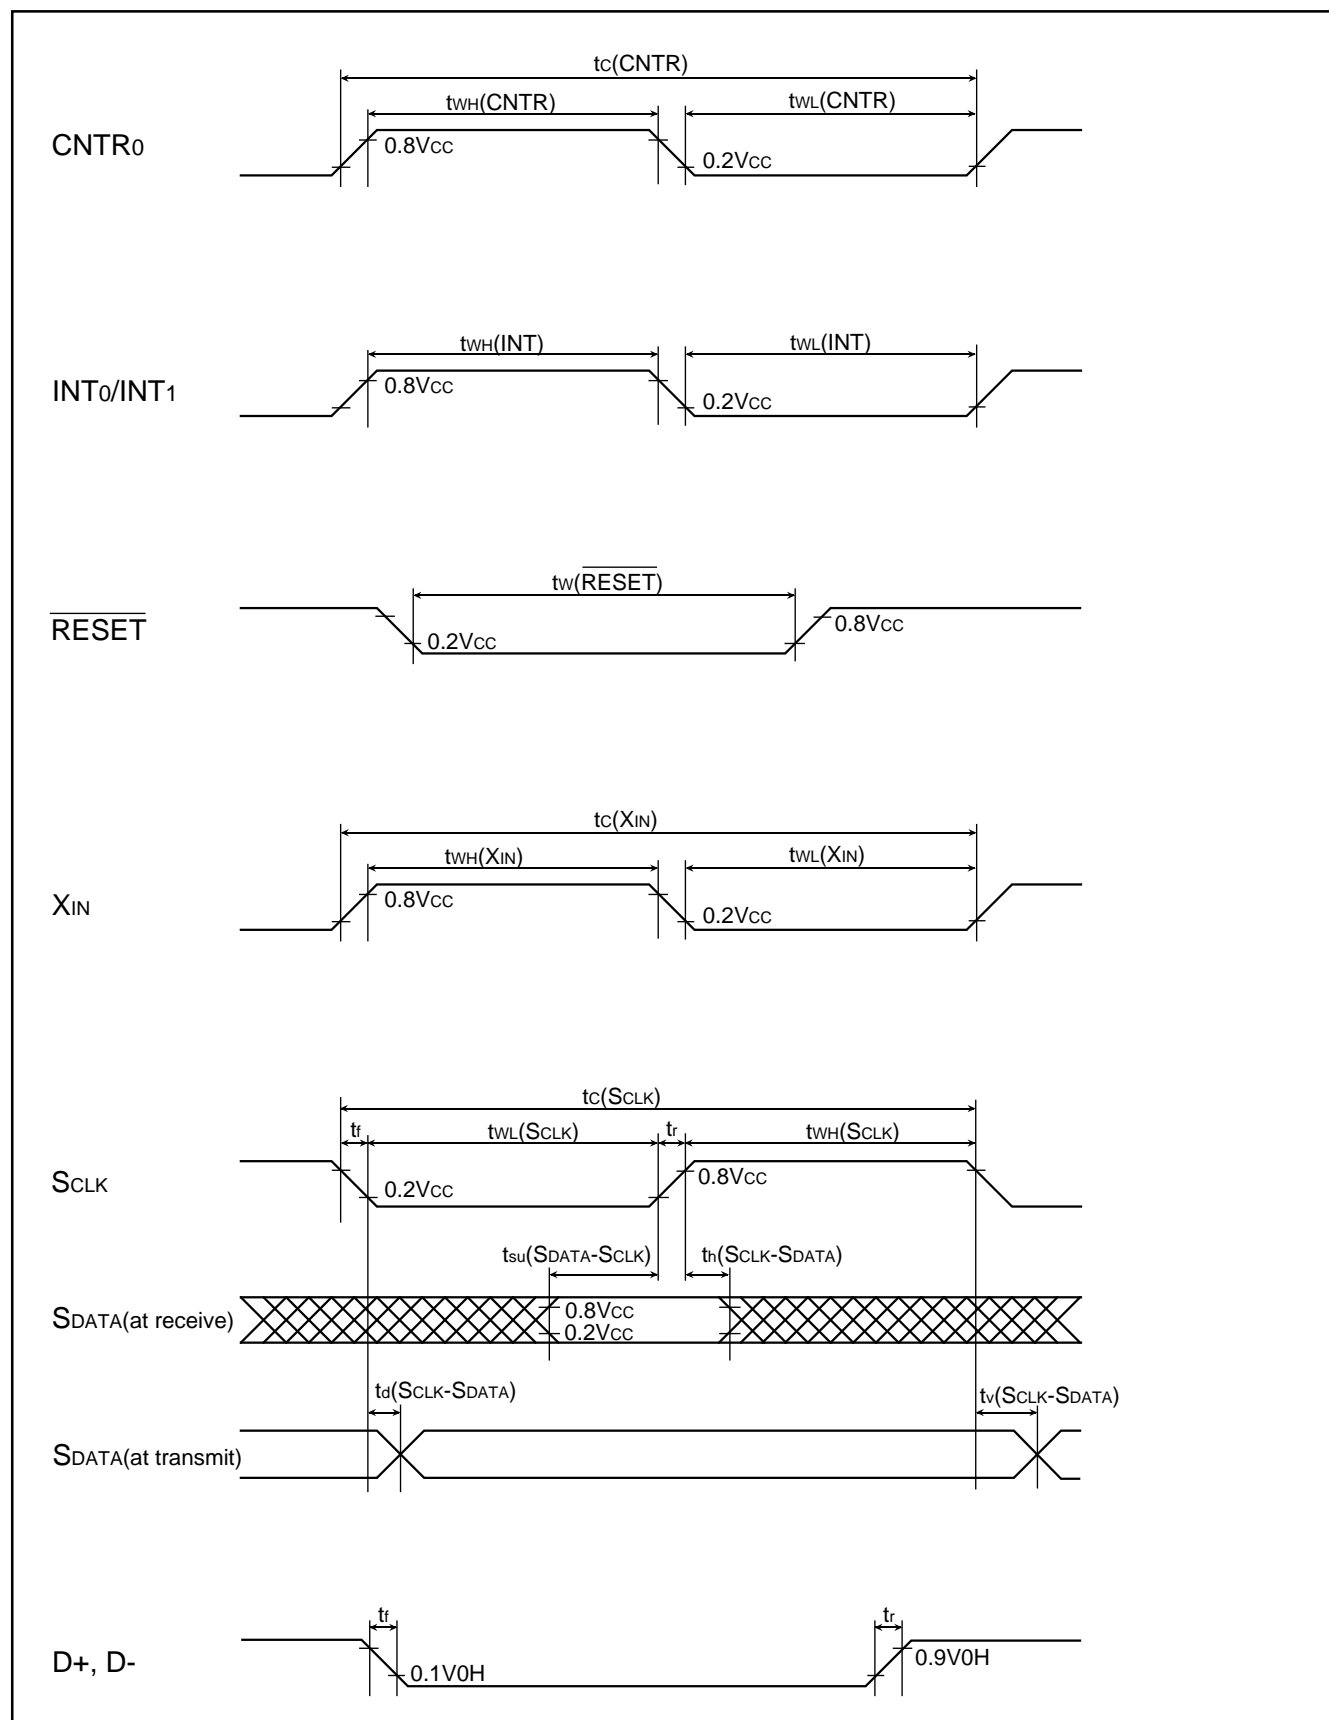 tC(CNTR)
tWH(CNTR) tWL(CNTR)
CNTR0
0.8VCC 0.2VCC
tWH(INT) tWL(INT)
INT0/INT1
0.8VCC 0.2VCC
tW(RESET)
RESET
0.2VCC 0.8VCC
tC(XIN)
tWH(XIN) tWL(XIN)
XIN
0.8VCC 0.2VCC
tC(SCLK)
tf tWL(SCLK) tr tWH(SCLK)
SCLK
0.2VCC 0.8VCC
tsu(SDATA-SCLK) th(SCLK-SDATA)
SDATA(at receive)
0.8VCC
0.2VCC
td(SCLK-SDATA) tv(SCLK-SDATA)
SDATA(at transmit)
tf tr
D+, D-
0.1V0H 0.9V0H